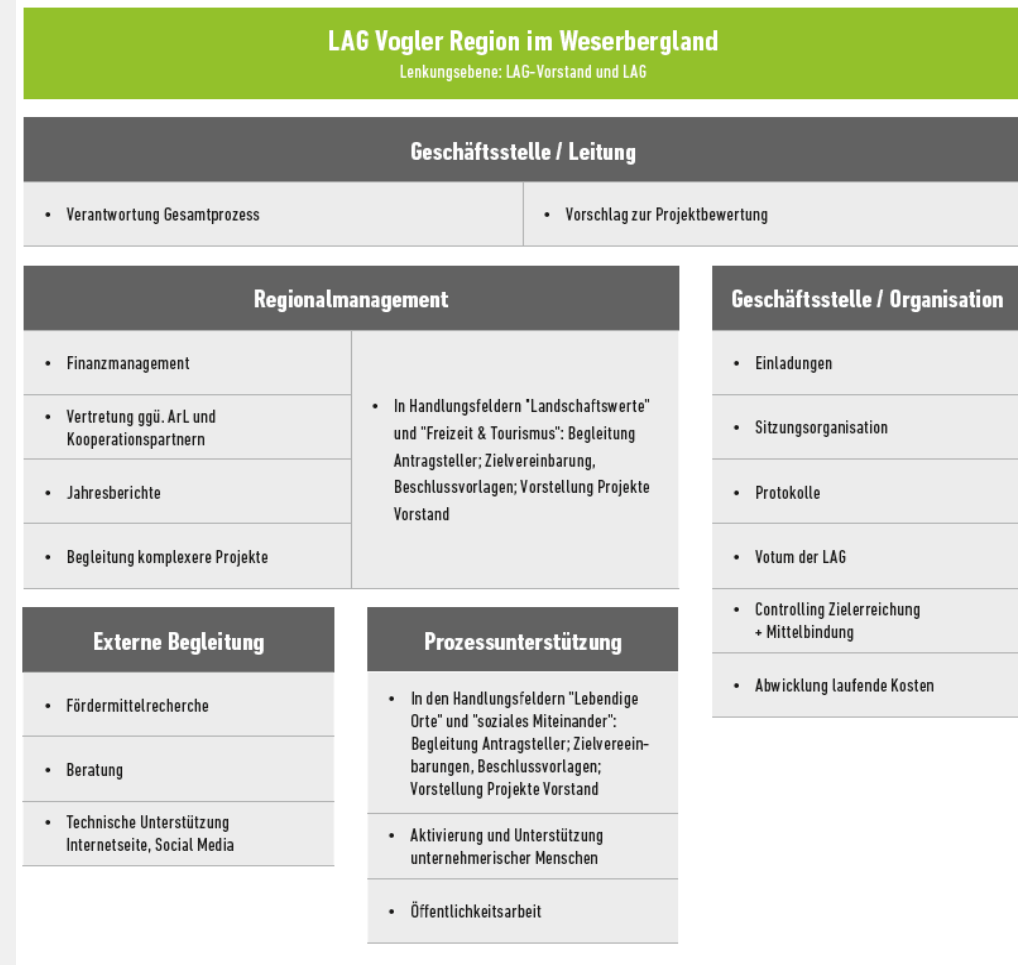 LAG Vogler Region im Weserbergland
Lenkungsebene: LAG-Vorstand und LAG
Geschäftsstelle / Leitung
• Verantwortung Gesamtprozess
• Vorschlag zur Projektbewertung
Regionalmanagement
• Finanzmanagement
• Vertretung ggü. ArL und
Kooperationspartnern
• Jahresberichte
• Begleitung komplexere Projekte
• In Handlungsfeldern "Landschaftswerte"
und "Freizeit & Tourismus": Begleitung
Antragsteller; Zielvereinbarung,
Beschlussvorlagen; Vorstellung Projekte
Vorstand
Geschäftsstelle / Organisation
• Einladungen
• Sitzungsorganisation
• Protokolle
• Votum der LAG
• Controlling Zielerreichung
+ Mittelbindung
• Abwicklung laufende Kosten
Externe Begleitung
• Fördermittelrecherche
• Beratung
• Technische Unterstützung
Internetseite, Social Media
Prozessunterstützung
• In den Handlungsfeldern "Lebendige
Orte" und "soziales Miteinander":
Begleitung Antragsteller; Zielvereein-
barungen, Beschlussvorlagen;
Vorstellung Projekte Vorstand
• Aktivierung und Unterstützung
unternehmerischer Menschen
• Öffentlichkeitsarbeit